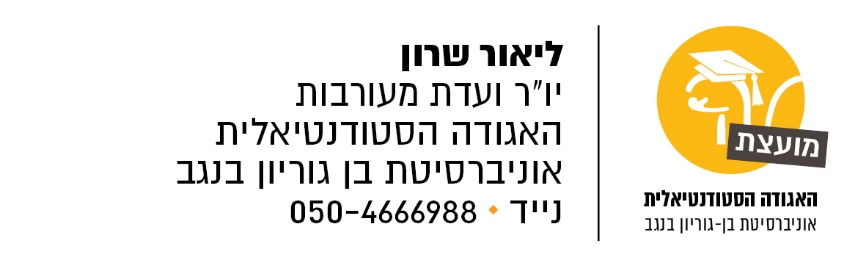 ליאור שרון
יו"ר ועדת מעורבות
האגודה הסטודנטיאלית
אוניברסיטת בן גוריון בנגב
נייד • 050-4666988
מועצת
האגודה הסטודנטיאלית
אוניברסיטת בן-גוריון בנגב